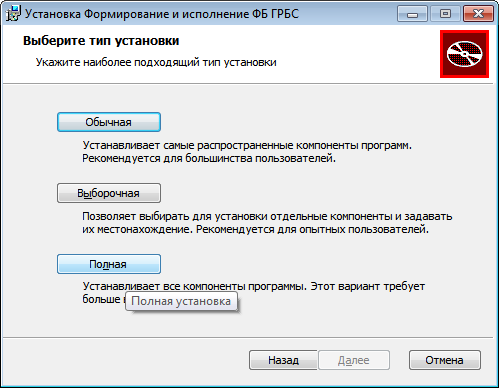 Установка Формирование и исполнение ФБ ГРБС
Выберите тип установки
Укажите наиболее подходящий тип установки
Обычная
Устанавливает самые распространенные компоненты программ.
Рекомендуется для большинства пользователей.
Выборочная
Позволяет выбирать для установки отдельные компоненты и задавать
их местонахождение. Рекомендуется для опытных пользователей.
Полная
Устанавливает все компоненты программы. Этот вариант требует
больше
Полная установка
Назад
Далее
Отмена